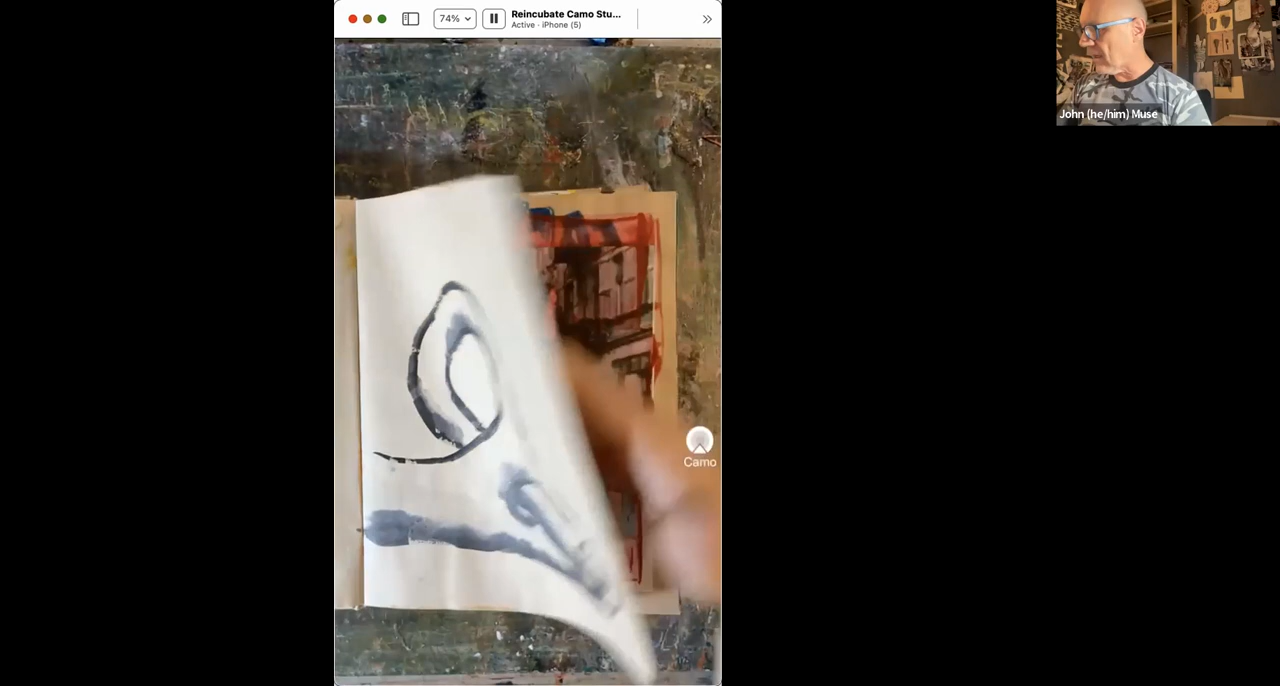 74%
Reincubate Camo Stu...
Active · iPhone (5)
John (he/him) Muse
Camo